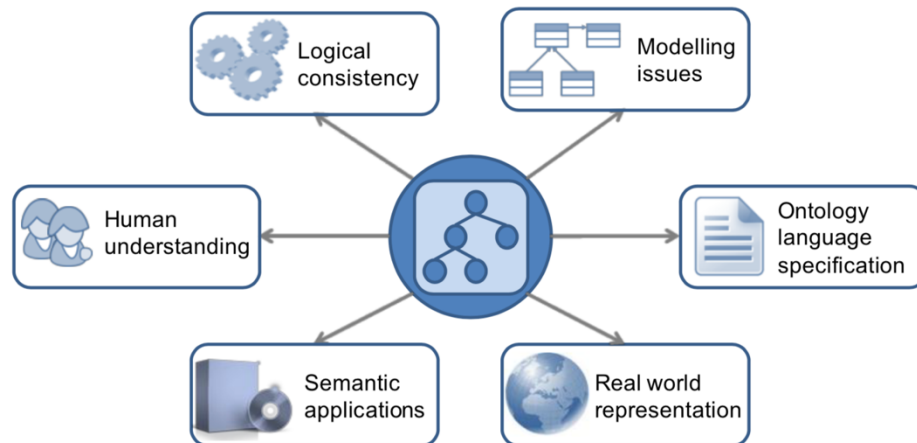 Logical
consistency
Modelling
issues
Human
understanding
Ontology
language
specification
Semantic
applications
Real world
representation